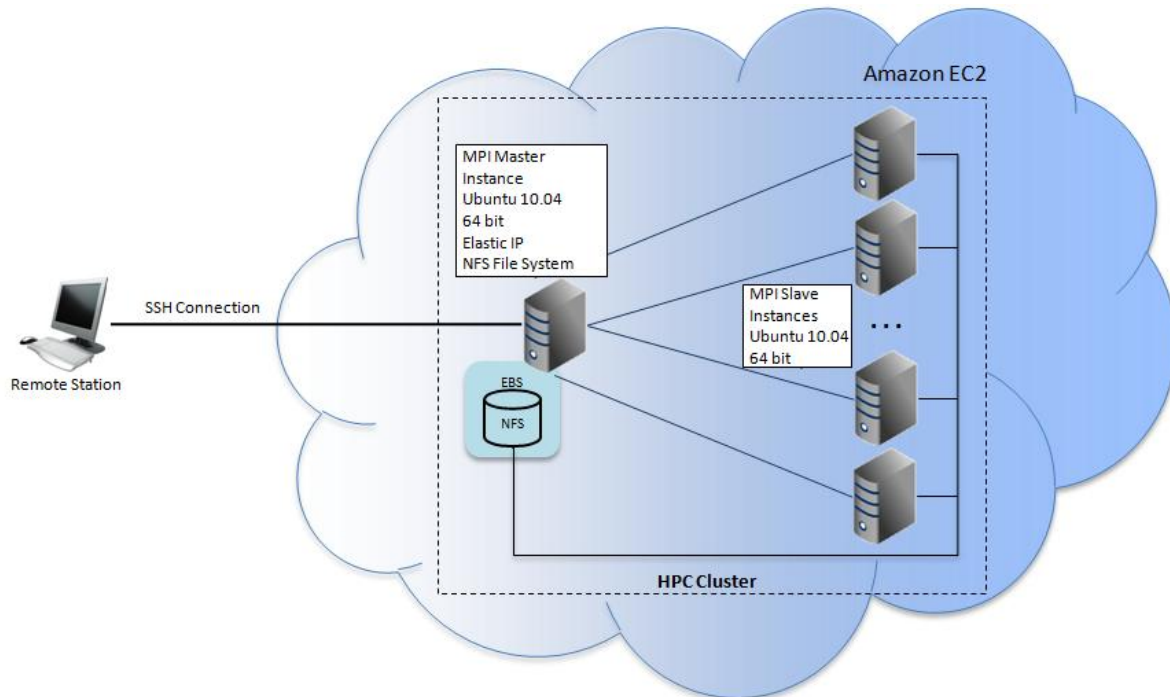 Amazon EC2
MPI Master
Instance
Ubuntu 10.04
64 bit
Elastic IP
NFS File System
SSH Connection
Remote Station
MPI Slave
Instances
Ubuntu 10.04
64 bit
...
EBS
NFS
HPC Cluster